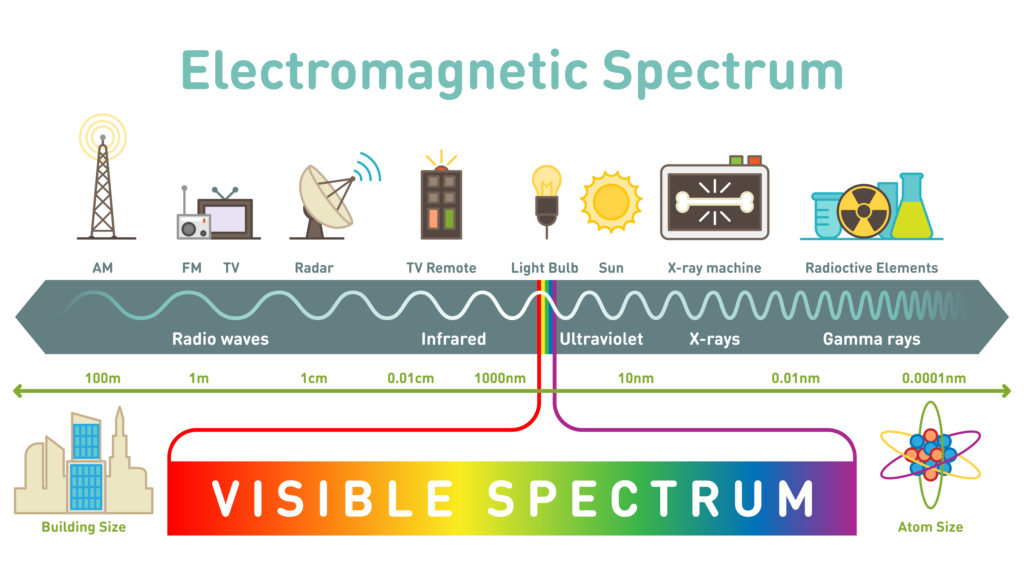 Electromagnetic Spectrum
AM
FM
TV
Radar
TV Remote
Light Bulb
Sun
X-ray machine
Radioctive Elements
Radio waves
Infrared
Ultraviolet
X-rays
Gamma rays
100m
1m
1cm
0.01cm
1000nm
10nm
0.01nm
0.0001nm
Building Size
VISIBLE SPECTRUM
Atom Size